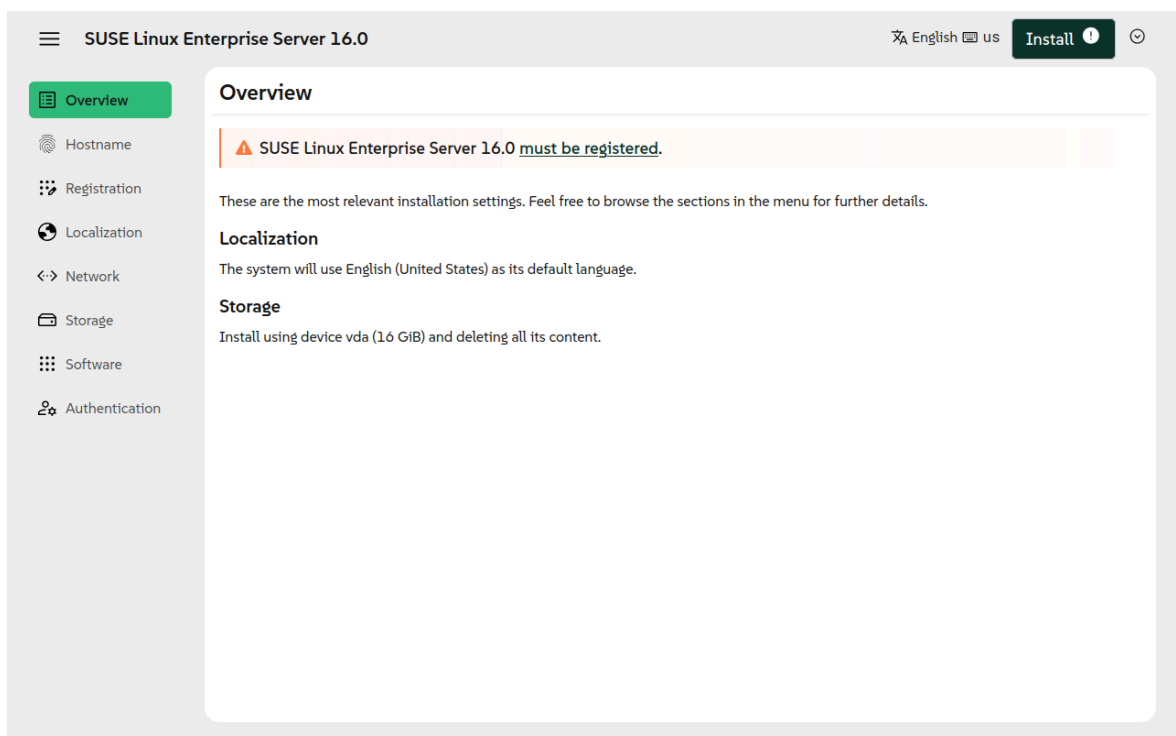 SUSE Linux Enterprise Server 16.0
English us
Install
Overview
Hostname
Registration
Localization
Network
Storage
Software
Authentication
Overview
SUSE Linux Enterprise Server 16.0 must be registered.
These are the most relevant installation settings. Feel free to browse the sections in the menu for further details.
Localization
The system will use English (United States) as its default language.
Storage
Install using device vda (16 GiB) and deleting all its content.